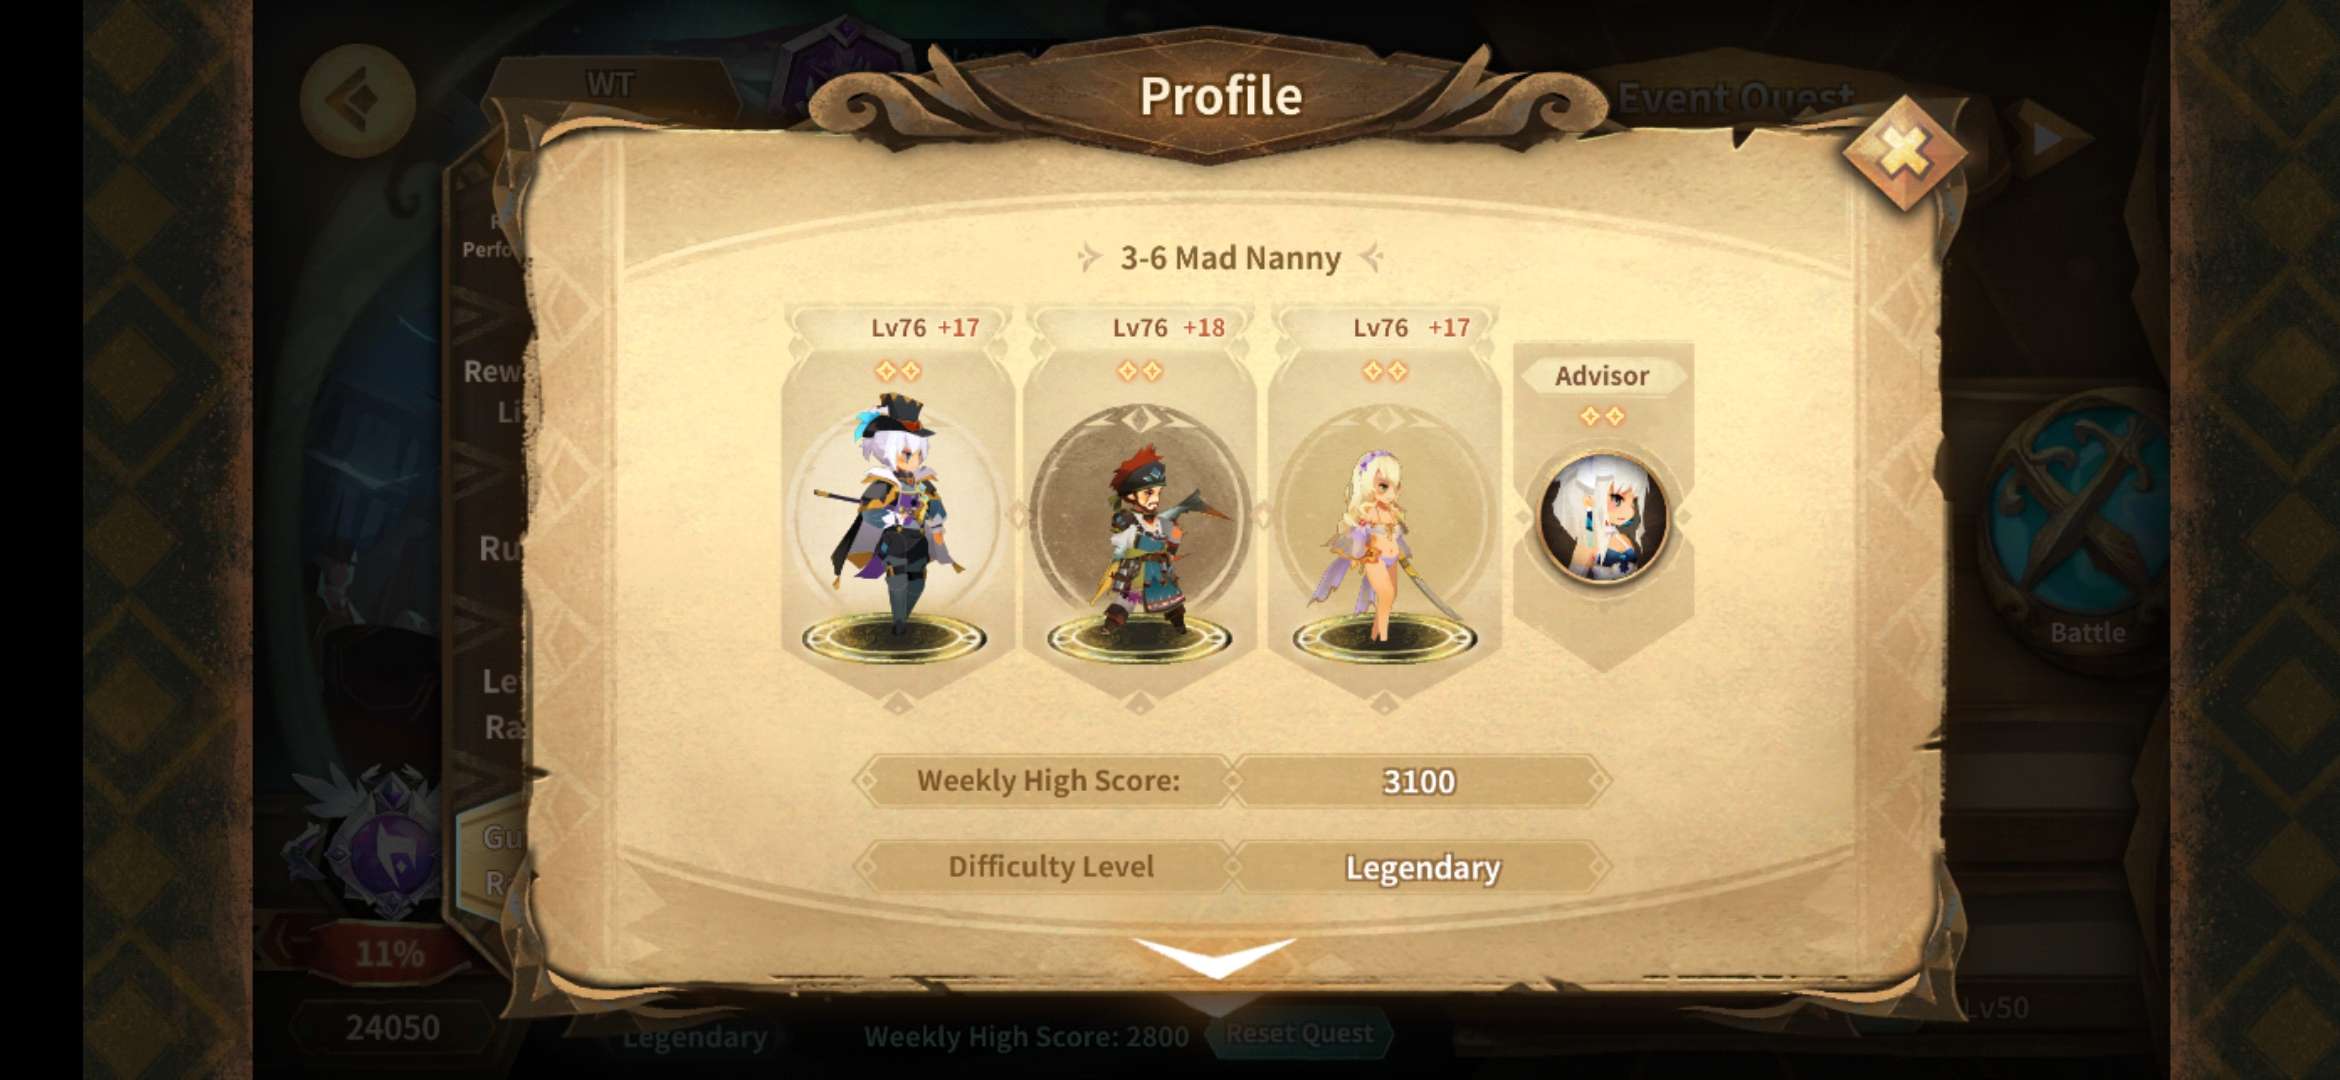 WT
Profile
Event Quest
3-6 Mad Nanny
Lv76 +17
Lv76 +18
Lv76 +17
Advisor
Weekly High Score:
3100
Difficulty Level
Legendary
Battle
11%
24050
Legendary
Weekly High Score: 2800
Reset Quest
Lv50